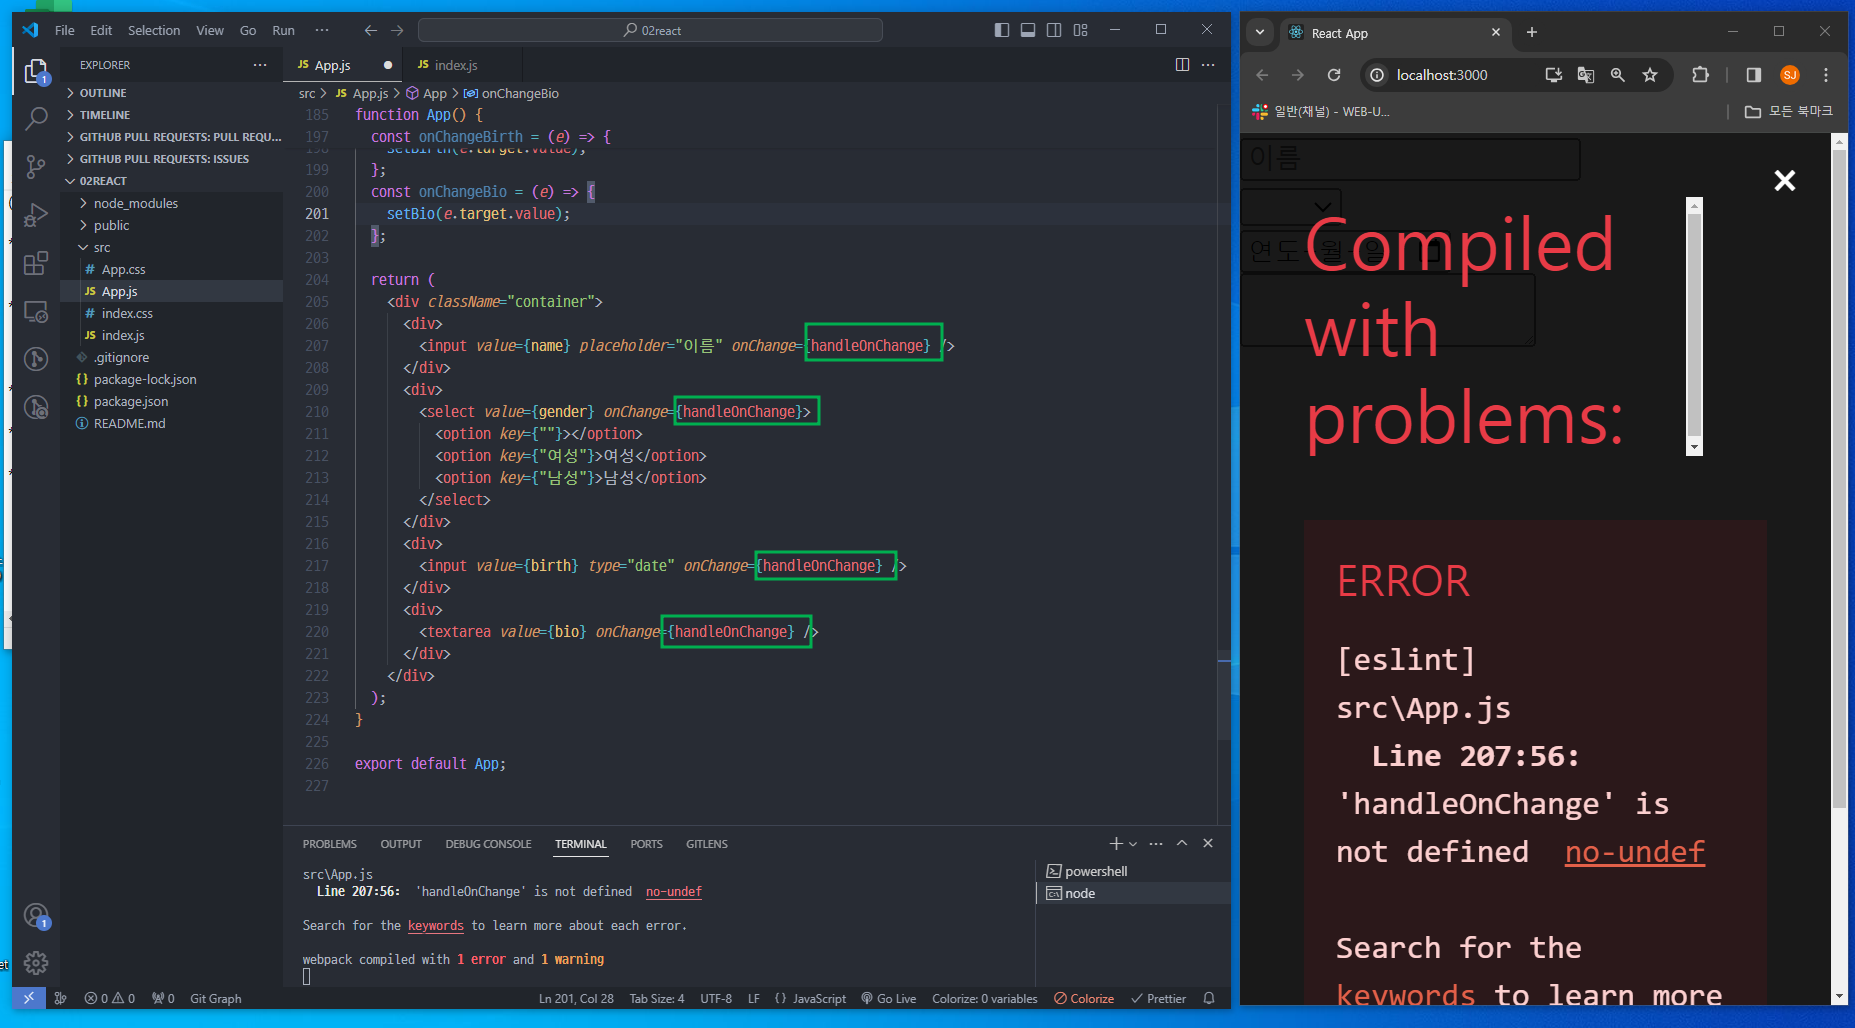 File Edit Selection View Go Run ···
02react
EXPLORER
OUTLINE
TIMELINE
GITHUB PULL REQUESTS: PULL REQU...
GITHUB PULL REQUESTS: ISSUES
02REACT
node_modules
public
src
# App.css
JS App.js
# index.css
JS index.js
.gitignore
{} package-lock.json
{} package.json
README.md
JS App.js
JS index.js
src > JS App.js > App > onChangeBio
185 function App() {
197 const onChangeBirth = (e) => {
198 setBirth(e.target.value);
199 };
200 const onChangeBio = (e) => {
201 setBio(e.target.value);
202 };
203
204 return (
205 <div className="container">
206 <div>
207 <input value={name} placeholder="이름" onChange={handleOnChange} />
208 </div>
209 <div>
210 <select value={gender} onChange={handleOnChange}>
211 <option key={""}></option>
212 <option key={"여성"}>여성</option>
213 <option key={"남성"}>남성</option>
214 </select>
215 </div>
216 <div>
217 <input value={birth} type="date" onChange={handleOnChange} />
218 </div>
219 <div>
220 <textarea value={bio} onChange={handleOnChange} />
221 </div>
222 </div>
223 );
224 }
225
226 export default App;
227
PROBLEMS OUTPUT DEBUG CONSOLE TERMINAL PORTS GITLENS
src\App.js
Line 207:56: 'handleOnChange' is not defined no-undef
Search for the keywords to learn more about each error.
webpack compiled with 1 error and 1 warning
powershell
node
1
1
0 0 0 Git Graph
Ln 201, Col 28 Tab Size: 4 UTF-8 LF {} JavaScript Go Live Colorize: 0 variables Colorize Prettier
React App
localhost:3000
SJ
일반(채널) - WEB-U...
모든 북마크
이름
연도-월-일
Compiled
with
problems:
ERROR
[eslint]
src\App.js
Line 207:56:
'handleOnChange' is
not defined no-undef
Search for the
keywords to learn more